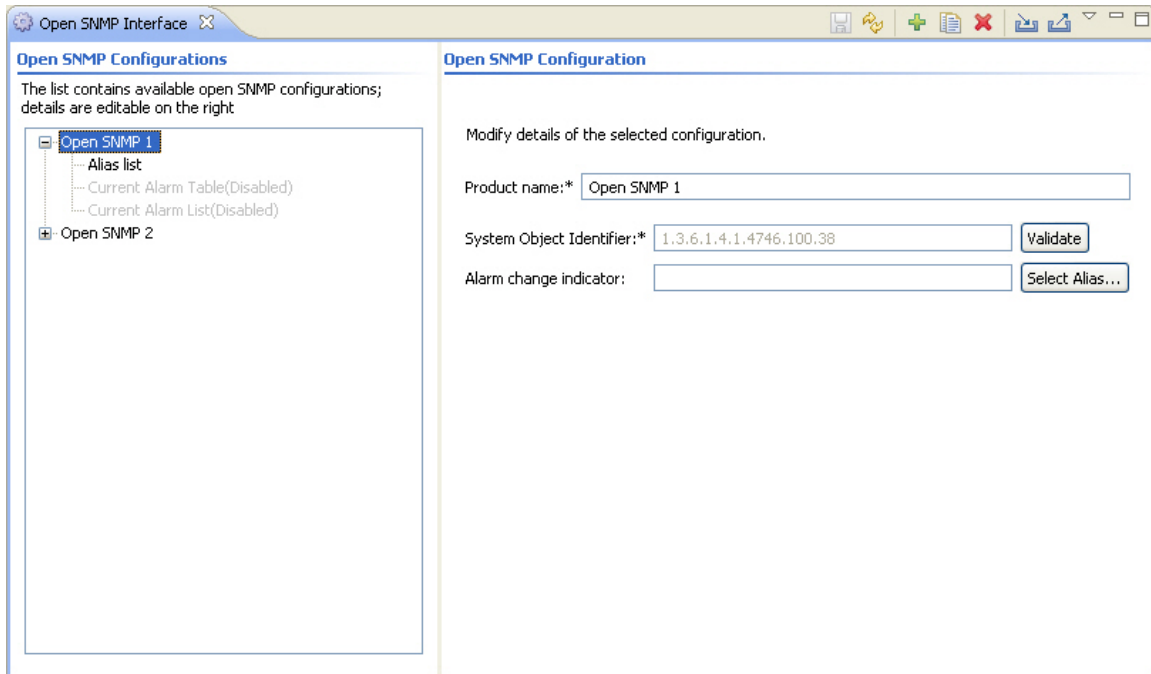 Open SNMP Interface
Open SNMP Configurations
The list contains available open SNMP configurations;
details are editable on the right
Open SNMP 1
Alias list
Current Alarm Table(Disabled)
Current Alarm List(Disabled)
Open SNMP 2
Open SNMP Configuration
Modify details of the selected configuration.
Product name:* Open SNMP 1
System Object Identifier:* 1.3.6.1.4.1.4746.100.38 Validate
Alarm change indicator: Select Alias...